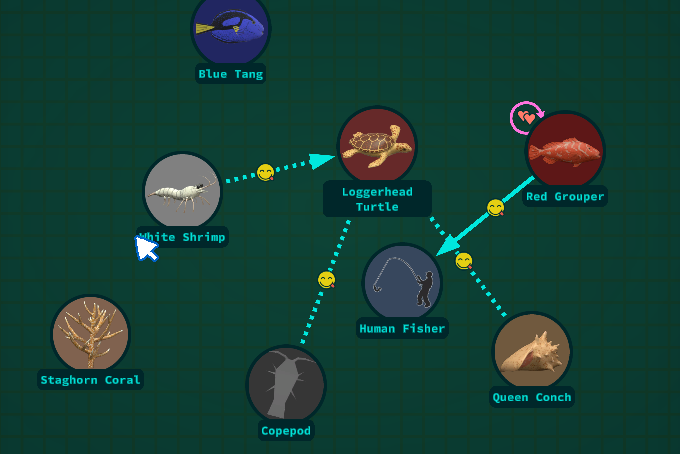 Blue Tang
Loggerhead
Turtle
Red Grouper
White Shrimp
Human Fisher
Staghorn Coral
Queen Conch
Copepod